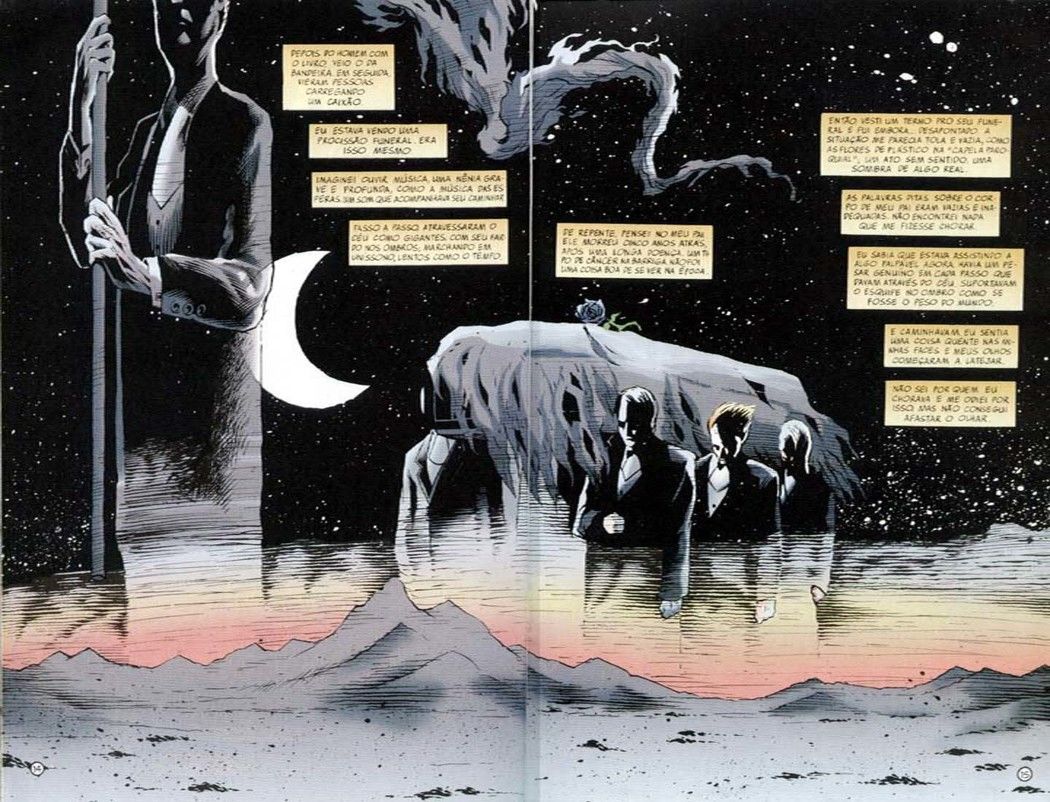 DEPOIS DO HOMEM COM
O LIVRO, VEIO O DA
BANDEIRA. EM SEGUIDA,
VIERAM PESSOAS
CARREGANDO
UM CAIXÃO.
EU ESTAVA VENDO UMA
PROCISSÃO FUNERAL. ERA
ISSO MESMO.
IMAGINEI OUVIR MÚSICA, UMA NÊNIA GRA-
VE E PROFUNDA, COMO A MÚSICA DAS ES-
FERAS. UM SOM QUE ACOMPANHAVA SEU CAMINHAR
PASSO A PASSO, ATRAVESSARAM O
CÉU COMO GIGANTES, COM SEU FAR-
DO NOS OMBROS, MARCHANDO EM
UNÍSSONO, LENTOS COMO O TEMPO.
DE REPENTE, PENSEI NO MEU PAI.
ELE MORREU CINCO ANOS ATRÁS,
APÓS UMA LONGA DOENÇA. UM TI-
PO DE CÂNCER NA BARRIGA. NÃO FOI
UMA COISA BOA DE SE VER NA ÉPOCA.
ENTÃO VESTI UM TERNO PRO SEU FUNE-
RAL E FUI EMBORA... DESAPONTADO. A
SITUAÇÃO ME PARECIA TOLA E VAZIA, COMO
AS FLORES DE PLÁSTICO NA "CAPELA PARO-
QUIAL", UM ATO SEM SENTIDO. UMA
SOMBRA DE ALGO REAL.
AS PALAVRAS DITAS SOBRE O COR-
PO DE MEU PAI ERAM VAZIAS E INA-
DEQUADAS. NÃO ENCONTREI NADA
QUE ME FIZESSE CHORAR.
EU SABIA QUE ESTAVA ASSISTINDO A
ALGO PALPÁVEL AGORA. HAVIA UM PE-
SAR GENUÍNO EM CADA PASSO QUE
DAVAM ATRAVÉS DO CÉU. SUPORTAVAM
O ESQUIFE NO OMBRO COMO SE
FOSSE O PESO DO MUNDO.
E CAMINHAVAM. EU SENTIA
UMA COISA QUENTE NAS MI-
NHAS FACES E MEUS OLHOS
COMEÇARAM A LATEJAR.
NÃO SEI POR QUEM EU
CHORAVA E ME ODIEI POR
ISSO, MAS NÃO CONSEGUI
AFASTAR O OLHAR.
14
15